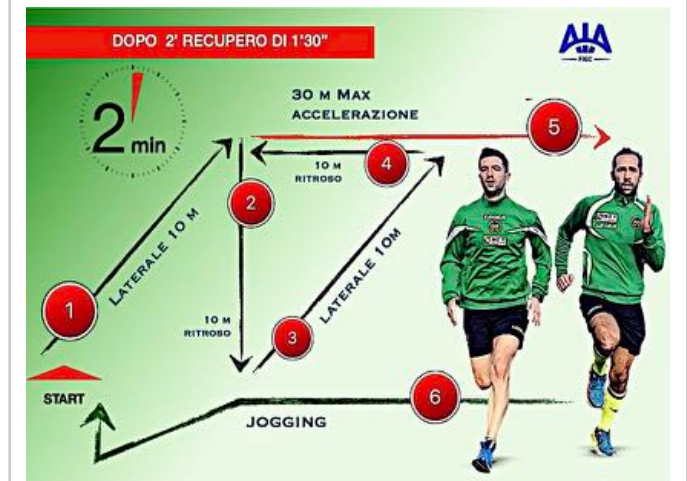 DOPO 2' RECUPERO DI 1'30"
AIA
FIGC
2 min
30 M MAX
ACCELERAZIONE
5
4
10 M
RITROSO
2
LATERALE 10 M
1
LATERALE 10M
10 M
RITROSO
3
START
6
JOGGING